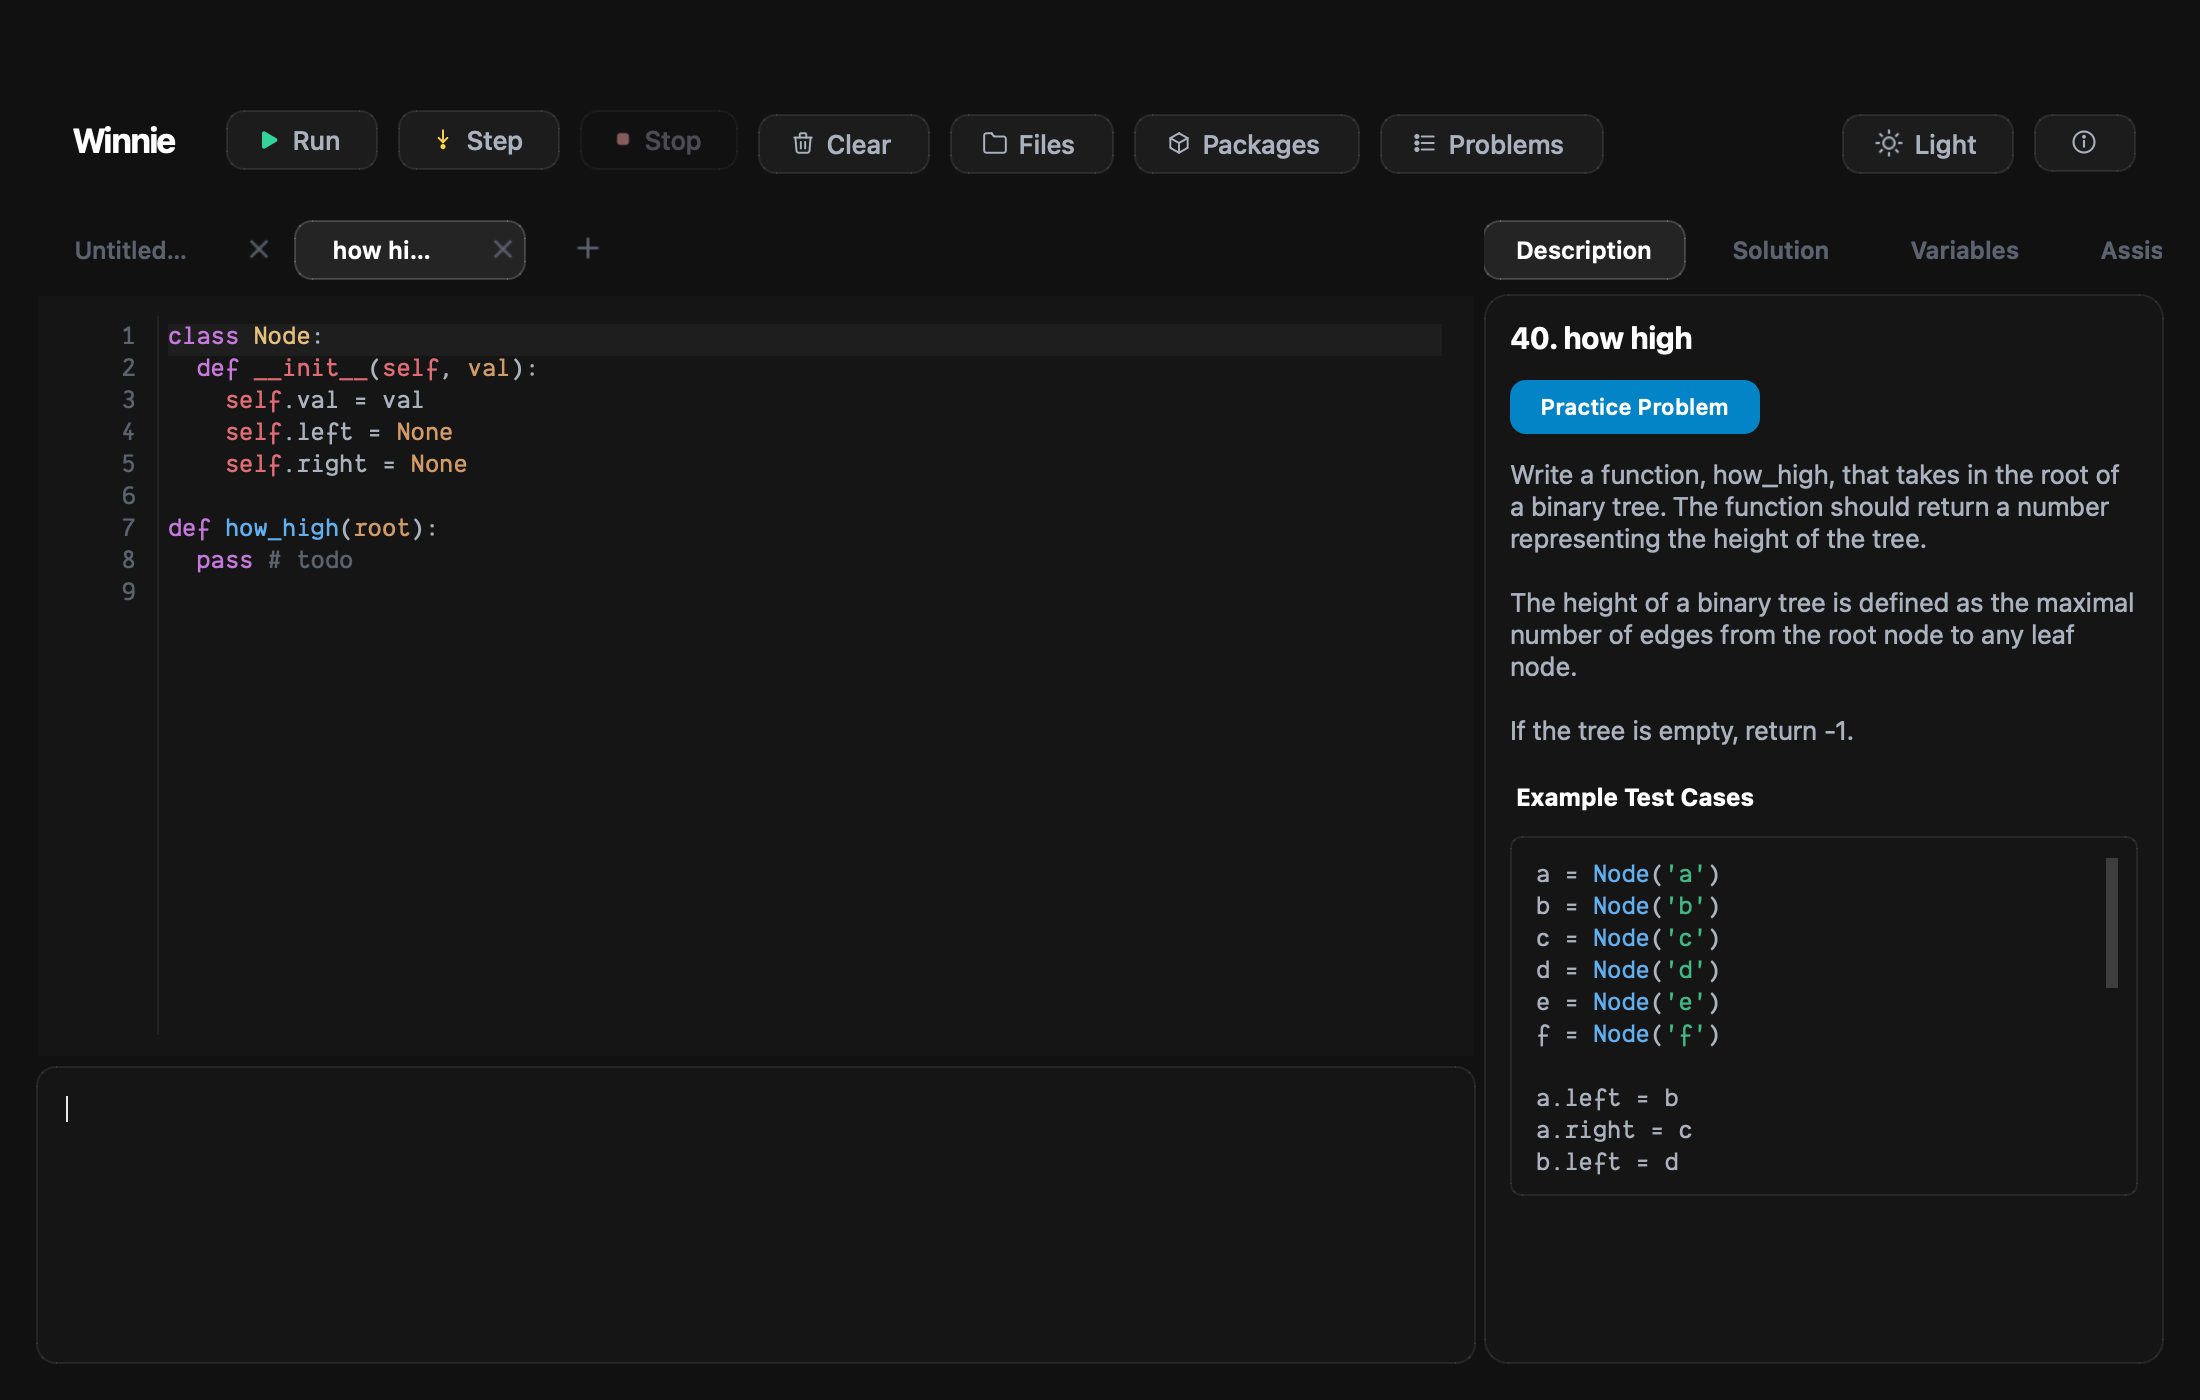 Winnie
Run
Step
Stop
Clear
Files
Packages
Problems
Light
Untitled...
how hi...
Description
Solution
Variables
Assis
1 class Node:
2   def __init__(self, val):
3     self.val = val
4     self.left = None
5     self.right = None
6
7 def how_high(root):
8   pass # todo
9
40. how high
Practice Problem
Write a function, how_high, that takes in the root of
a binary tree. The function should return a number
representing the height of the tree.
The height of a binary tree is defined as the maximal
number of edges from the root node to any leaf
node.
If the tree is empty, return -1.
Example Test Cases
a = Node('a')
b = Node('b')
c = Node('c')
d = Node('d')
e = Node('e')
f = Node('f')
a.left = b
a.right = c
b.left = d